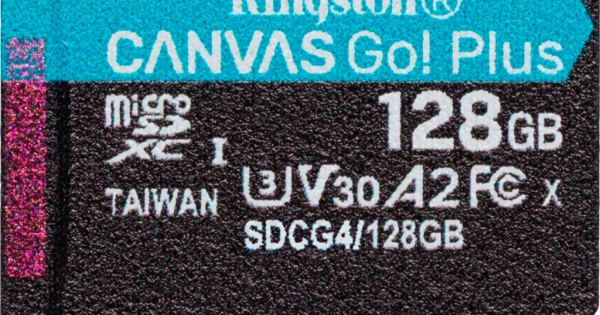 Kingston®
CANVAS Go! Plus
micro SD XC I
128GB
TAIWAN
U3 V30 A2 FC X
SDCG4/128GB